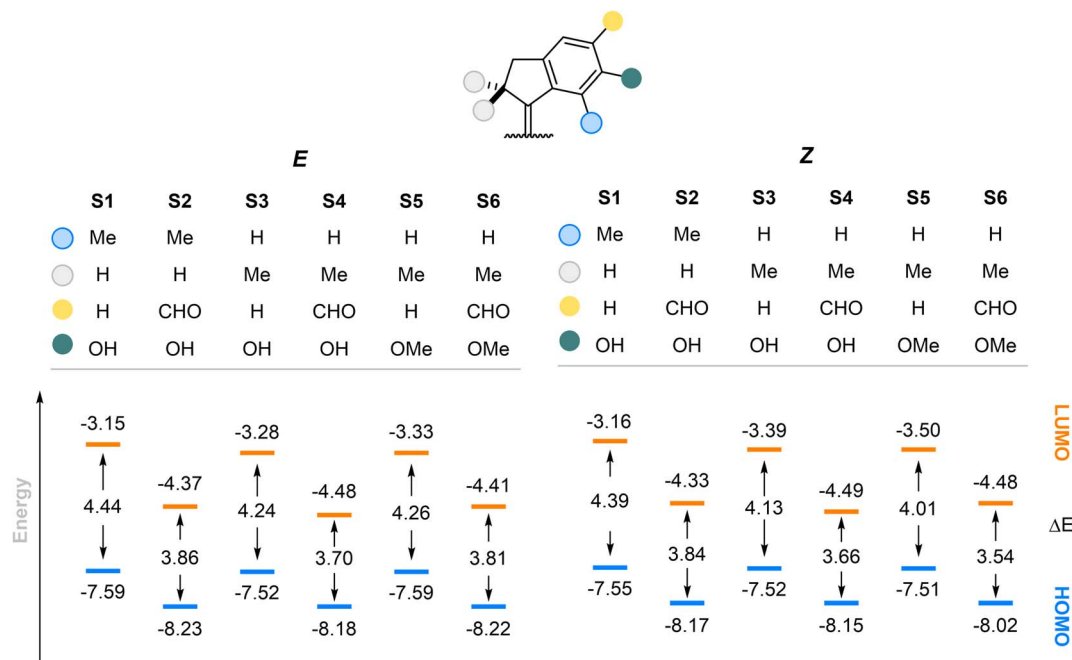 E Z
S1 S2 S3 S4 S5 S6 S1 S2 S3 S4 S5 S6
Me Me H H H H Me Me H H H H
H H Me Me Me Me H H Me Me Me Me
H CHO H CHO H CHO H CHO H CHO H CHO
OH OH OH OH OMe OMe OH OH OH OH OMe OMe
-3.15 -3.28 -3.33 -3.16 -3.39 -3.50
LUMO
-4.37 -4.48 -4.41 -4.33 -4.49 -4.48
Energy
4.44 4.24 4.26 4.39 4.13 4.01
ΔE
3.86 3.70 3.81 3.84 3.66 3.54
-7.59 -7.52 -7.59 -7.55 -7.52 -7.51
HOMO
-8.23 -8.18 -8.22 -8.17 -8.15 -8.02